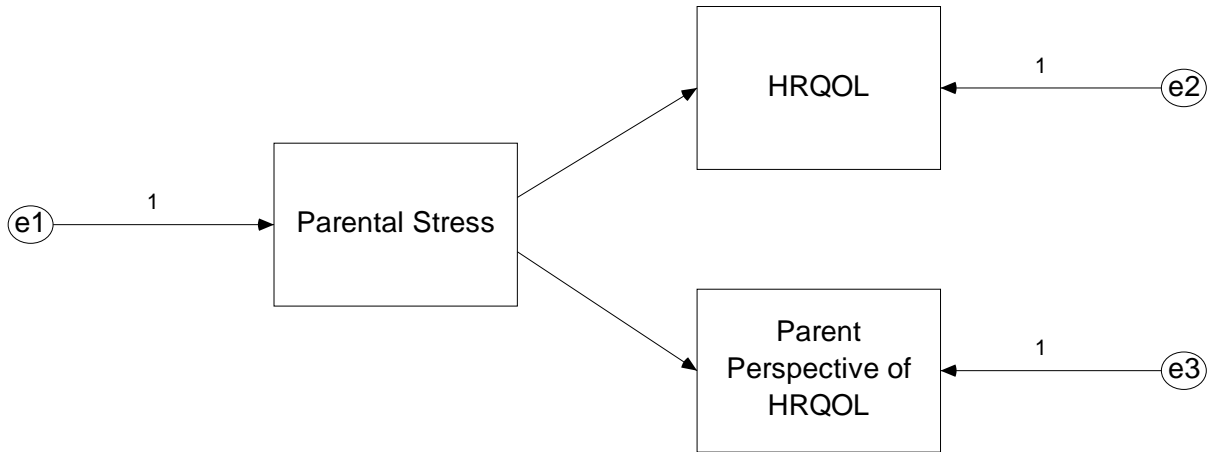 HRQOL
1
e2
e1
1
Parental Stress
Parent
Perspective of
HRQOL
1
e3